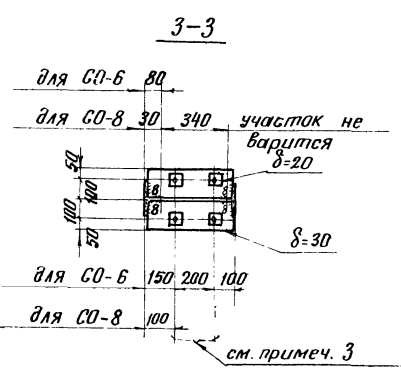 3-3
для СО-6 80
для СО-8 30 340 участок не
варится
δ=20
50
100
100
50
8
8
δ=30
для СО-6 150 200 100
для СО-8 100
см. примеч. 3